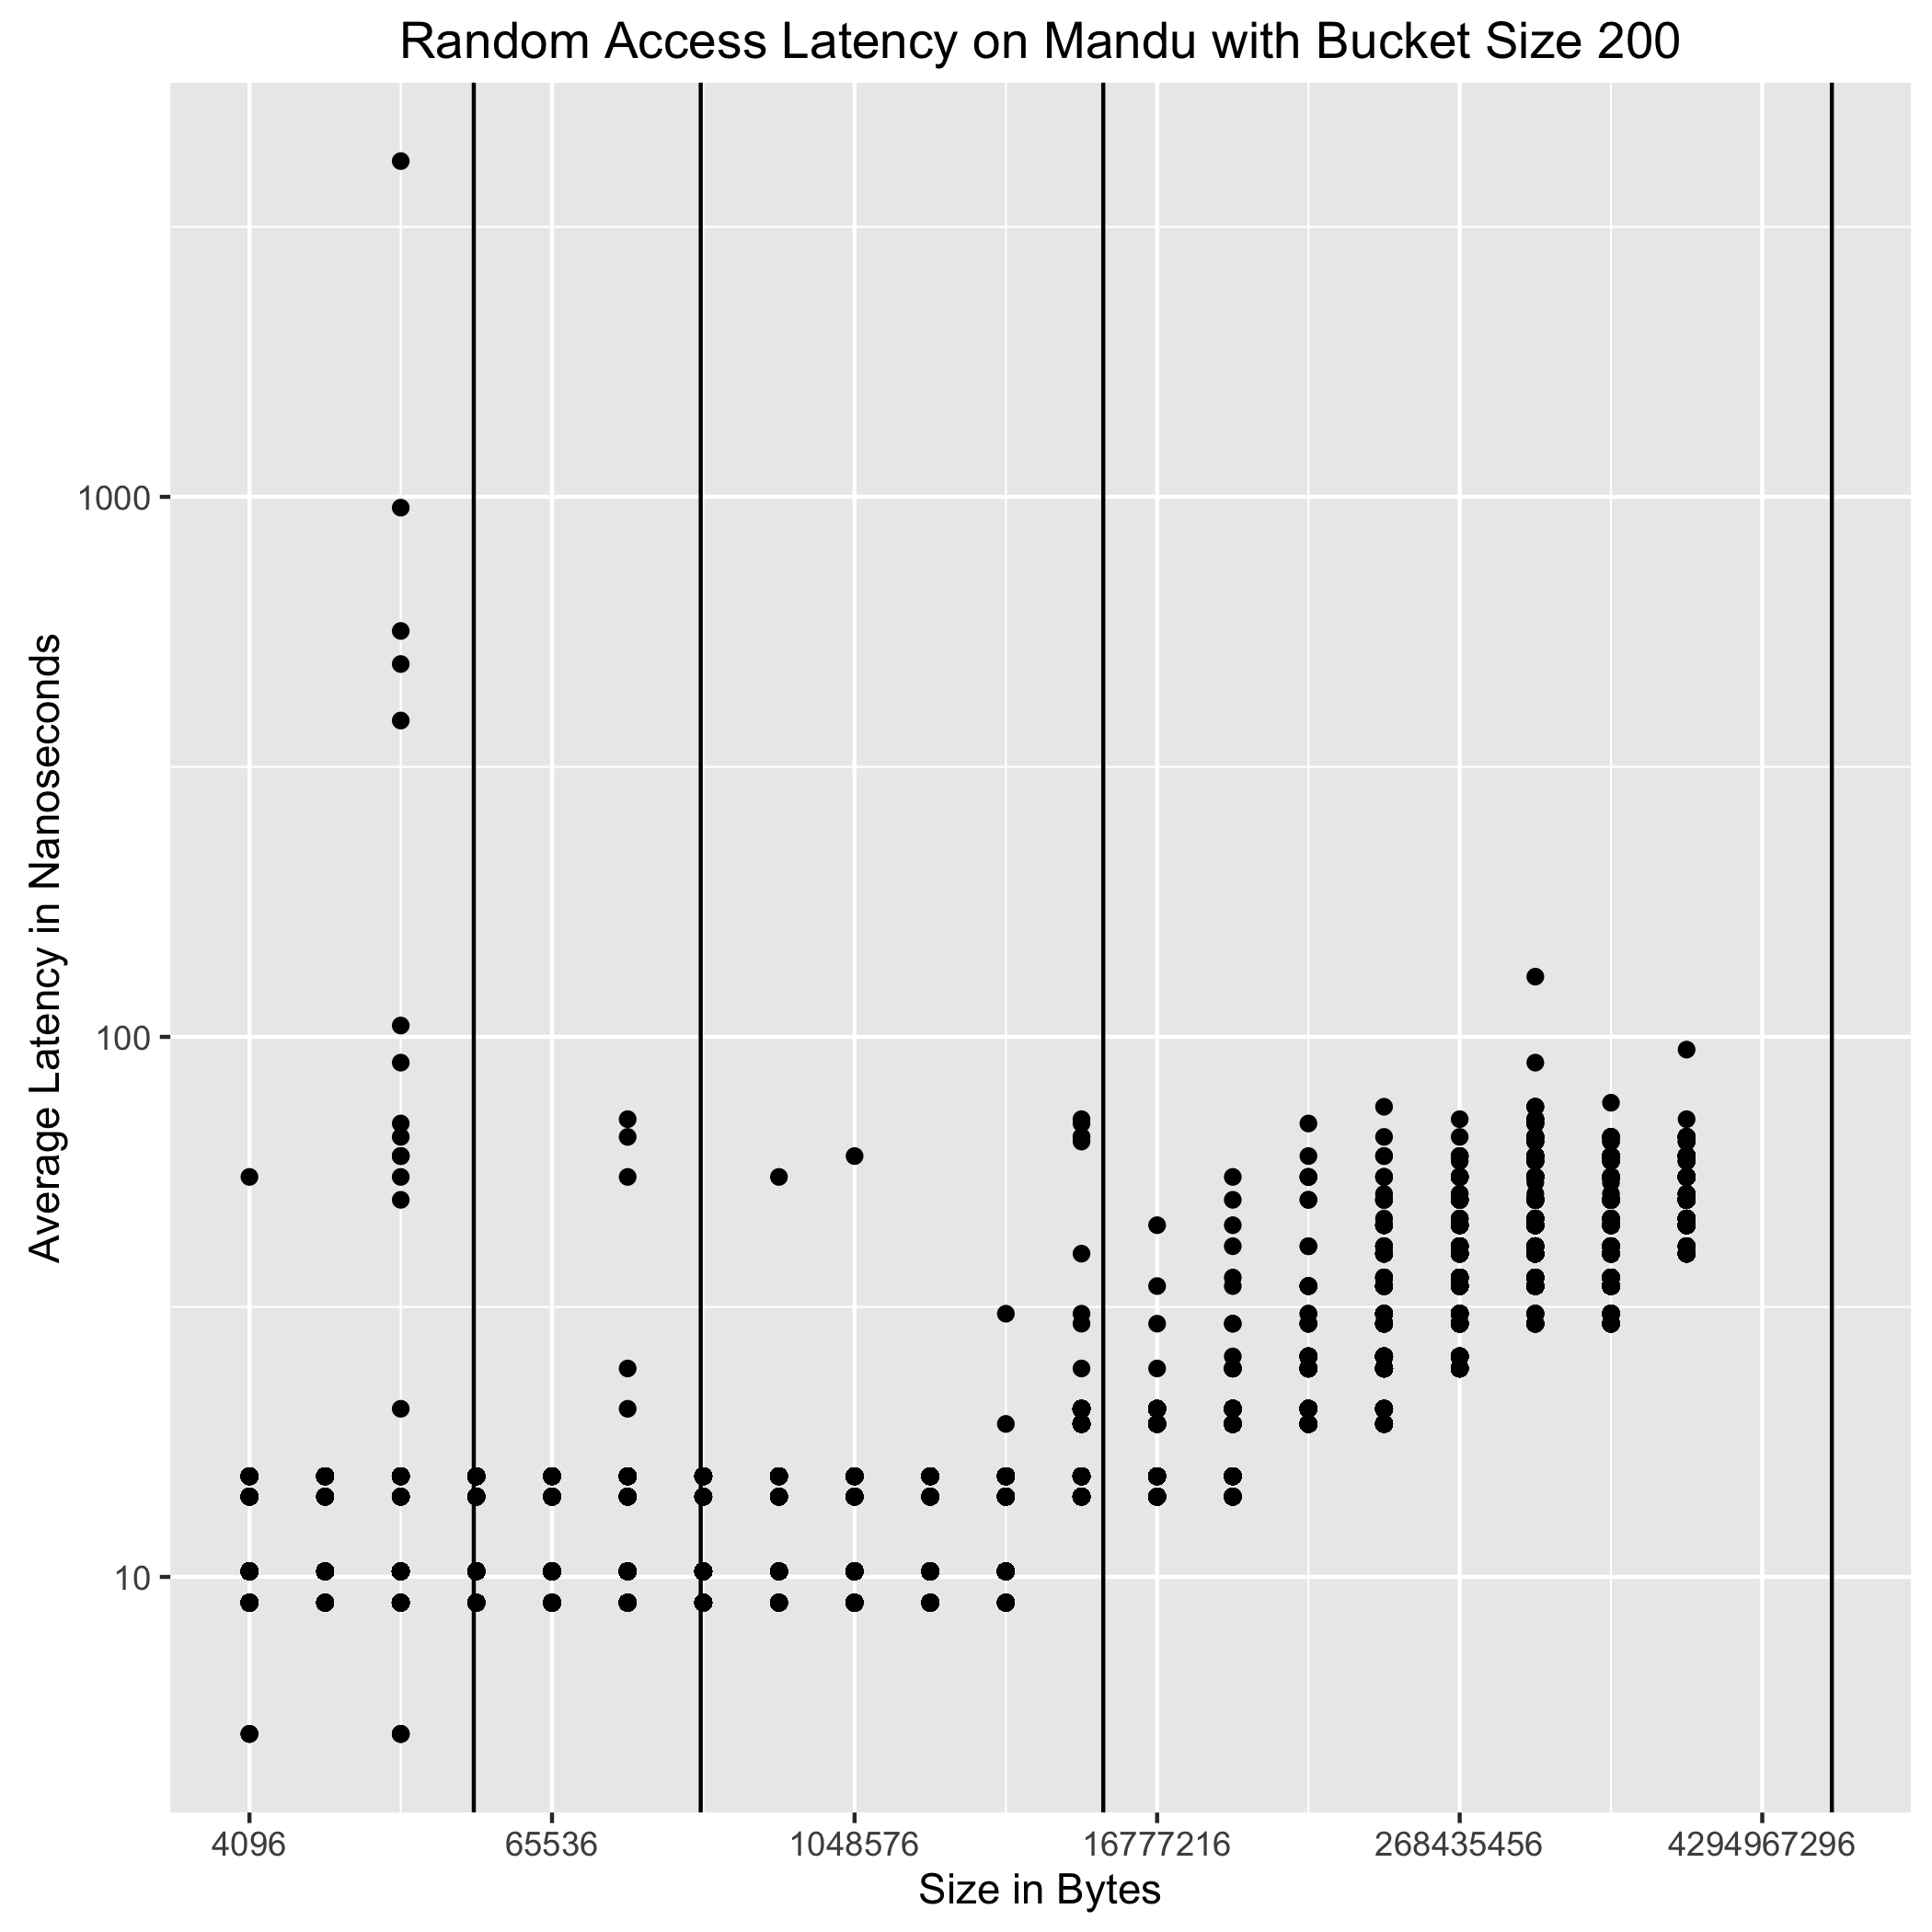 Random Access Latency on Mandu with Bucket Size 200
Average Latency in Nanoseconds
1000
100
10
4096 65536 1048576 16777216 268435456 4294967296
Size in Bytes